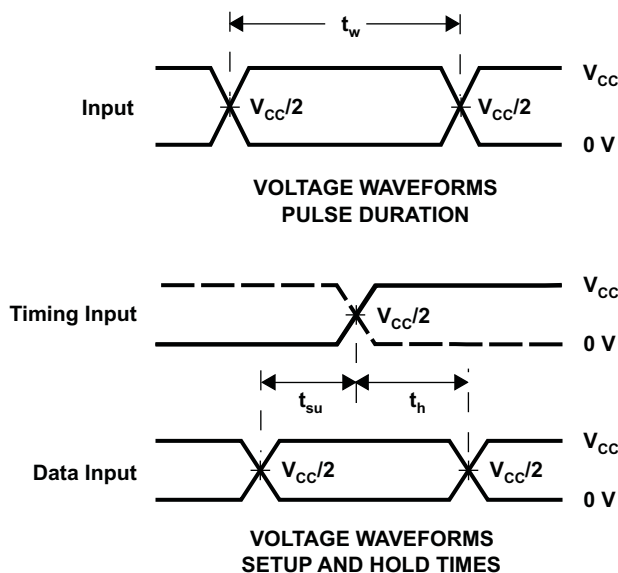 t_w
V_CC
Input
V_CC/2
V_CC/2
0 V
VOLTAGE WAVEFORMS
PULSE DURATION
V_CC
Timing Input
V_CC/2
0 V
t_su
t_h
V_CC
Data Input
V_CC/2
V_CC/2
0 V
VOLTAGE WAVEFORMS
SETUP AND HOLD TIMES